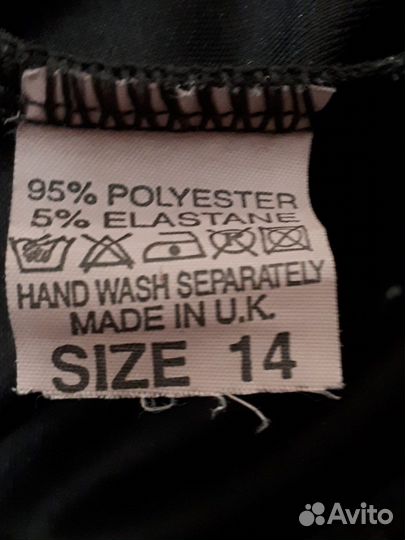 95% POLYESTER
5% ELASTANE
HAND WASH SEPARATELY
MADE IN U.K.
SIZE 14
Avito